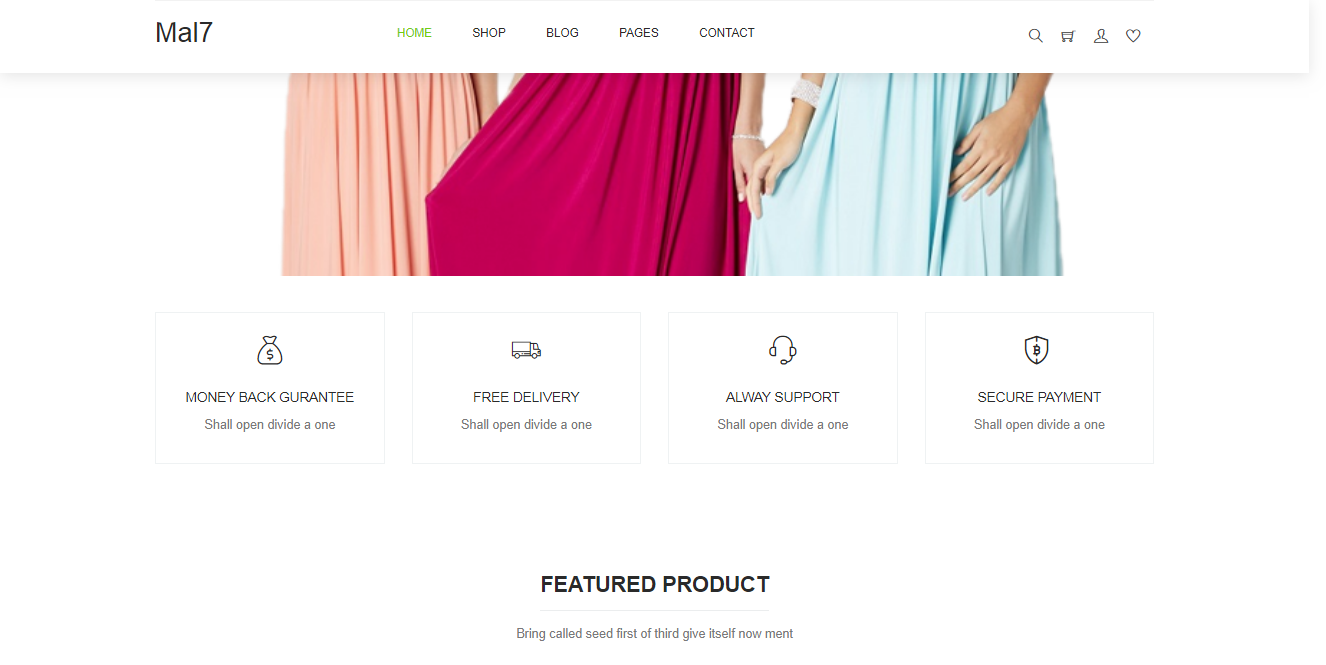 Mal7
HOME SHOP BLOG PAGES CONTACT
MONEY BACK GURANTEE
Shall open divide a one
FREE DELIVERY
Shall open divide a one
ALWAY SUPPORT
Shall open divide a one
SECURE PAYMENT
Shall open divide a one
FEATURED PRODUCT
Bring called seed first of third give itself now ment